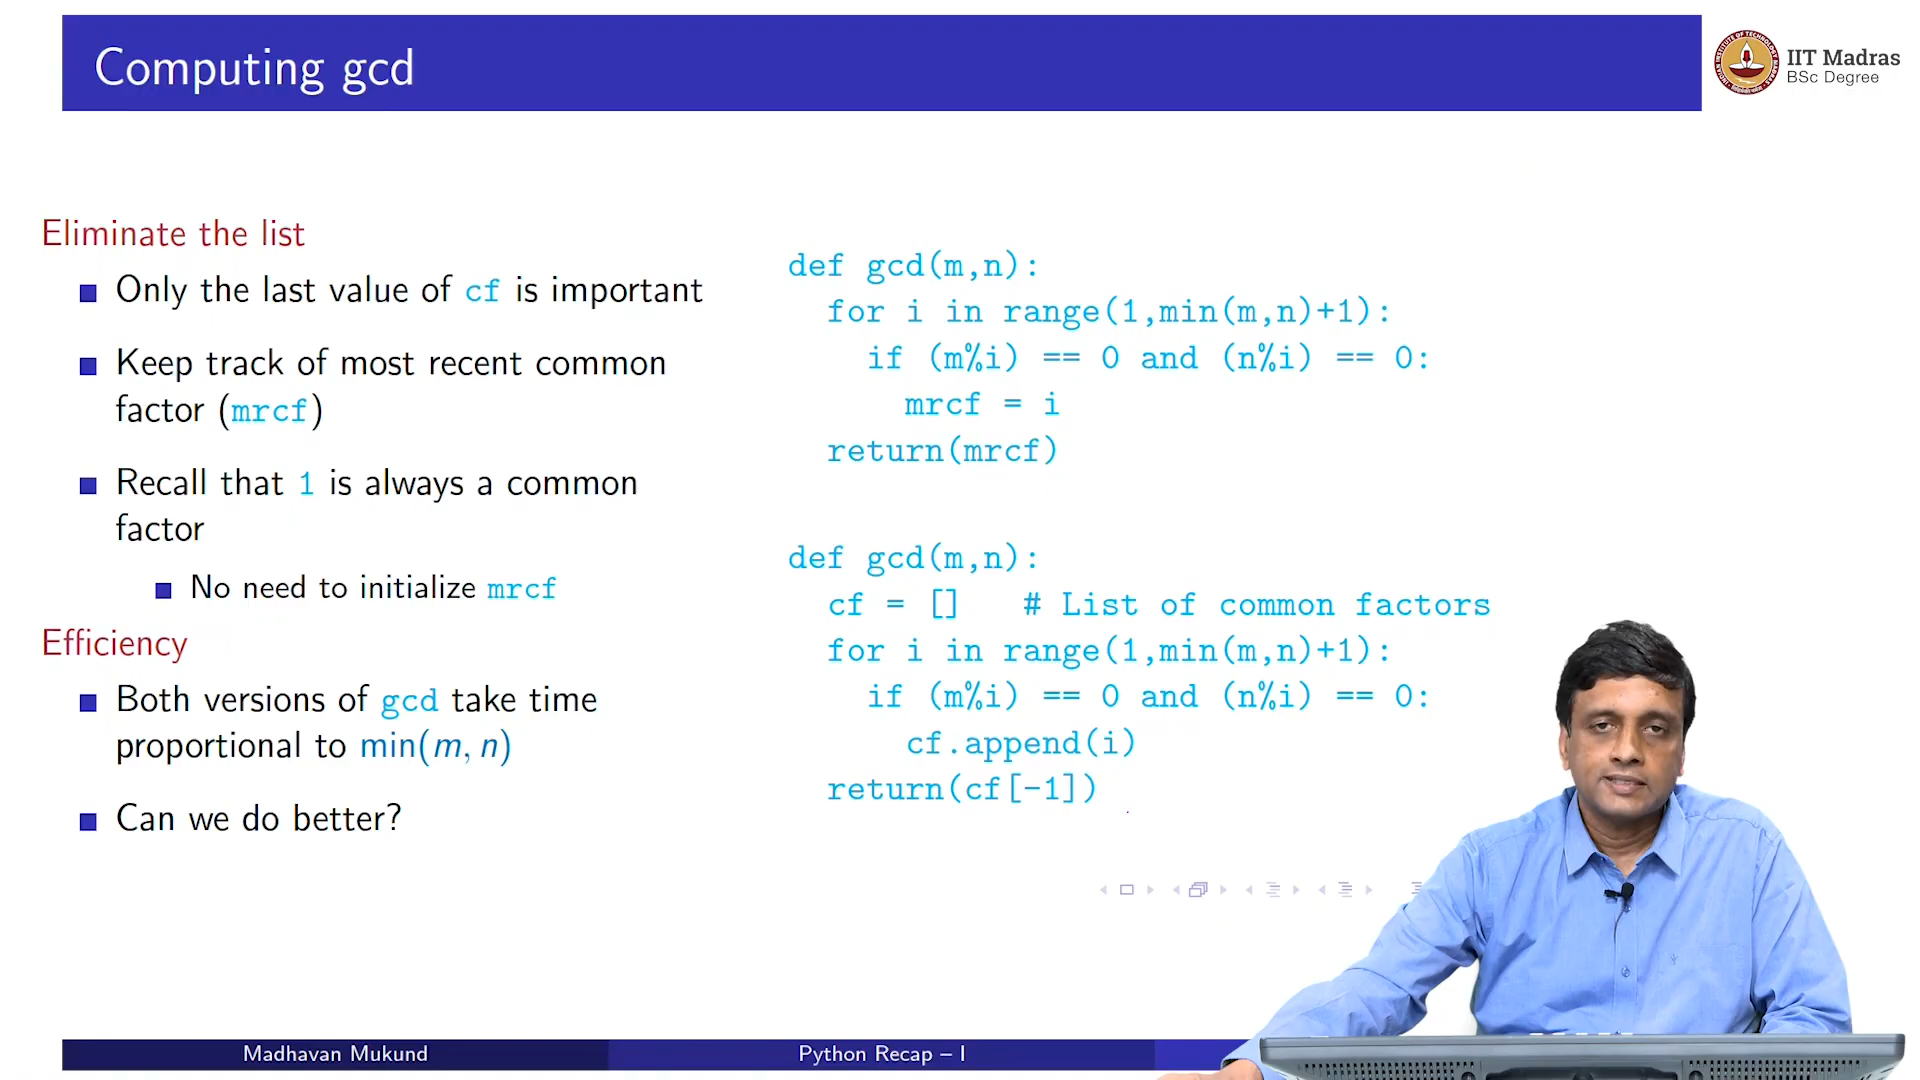 Computing gcd
IIT Madras
BSc Degree
Eliminate the list
Only the last value of cf is important
Keep track of most recent common
factor (mrcf)
Recall that 1 is always a common
factor
No need to initialize mrcf
Efficiency
Both versions of gcd take time
proportional to min(m, n)
Can we do better?
def gcd(m,n):
  for i in range(1,min(m,n)+1):
    if (m%i) == 0 and (n%i) == 0:
      mrcf = i
  return(mrcf)
def gcd(m,n):
  cf = []   # List of common factors
  for i in range(1,min(m,n)+1):
    if (m%i) == 0 and (n%i) == 0:
      cf.append(i)
  return(cf[-1])
Madhavan Mukund
Python Recap – I